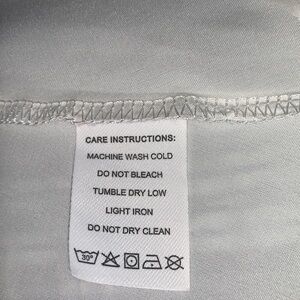 CARE INSTRUCTIONS:
MACHINE WASH COLD
DO NOT BLEACH
TUMBLE DRY LOW
LIGHT IRON
DO NOT DRY CLEAN
30°